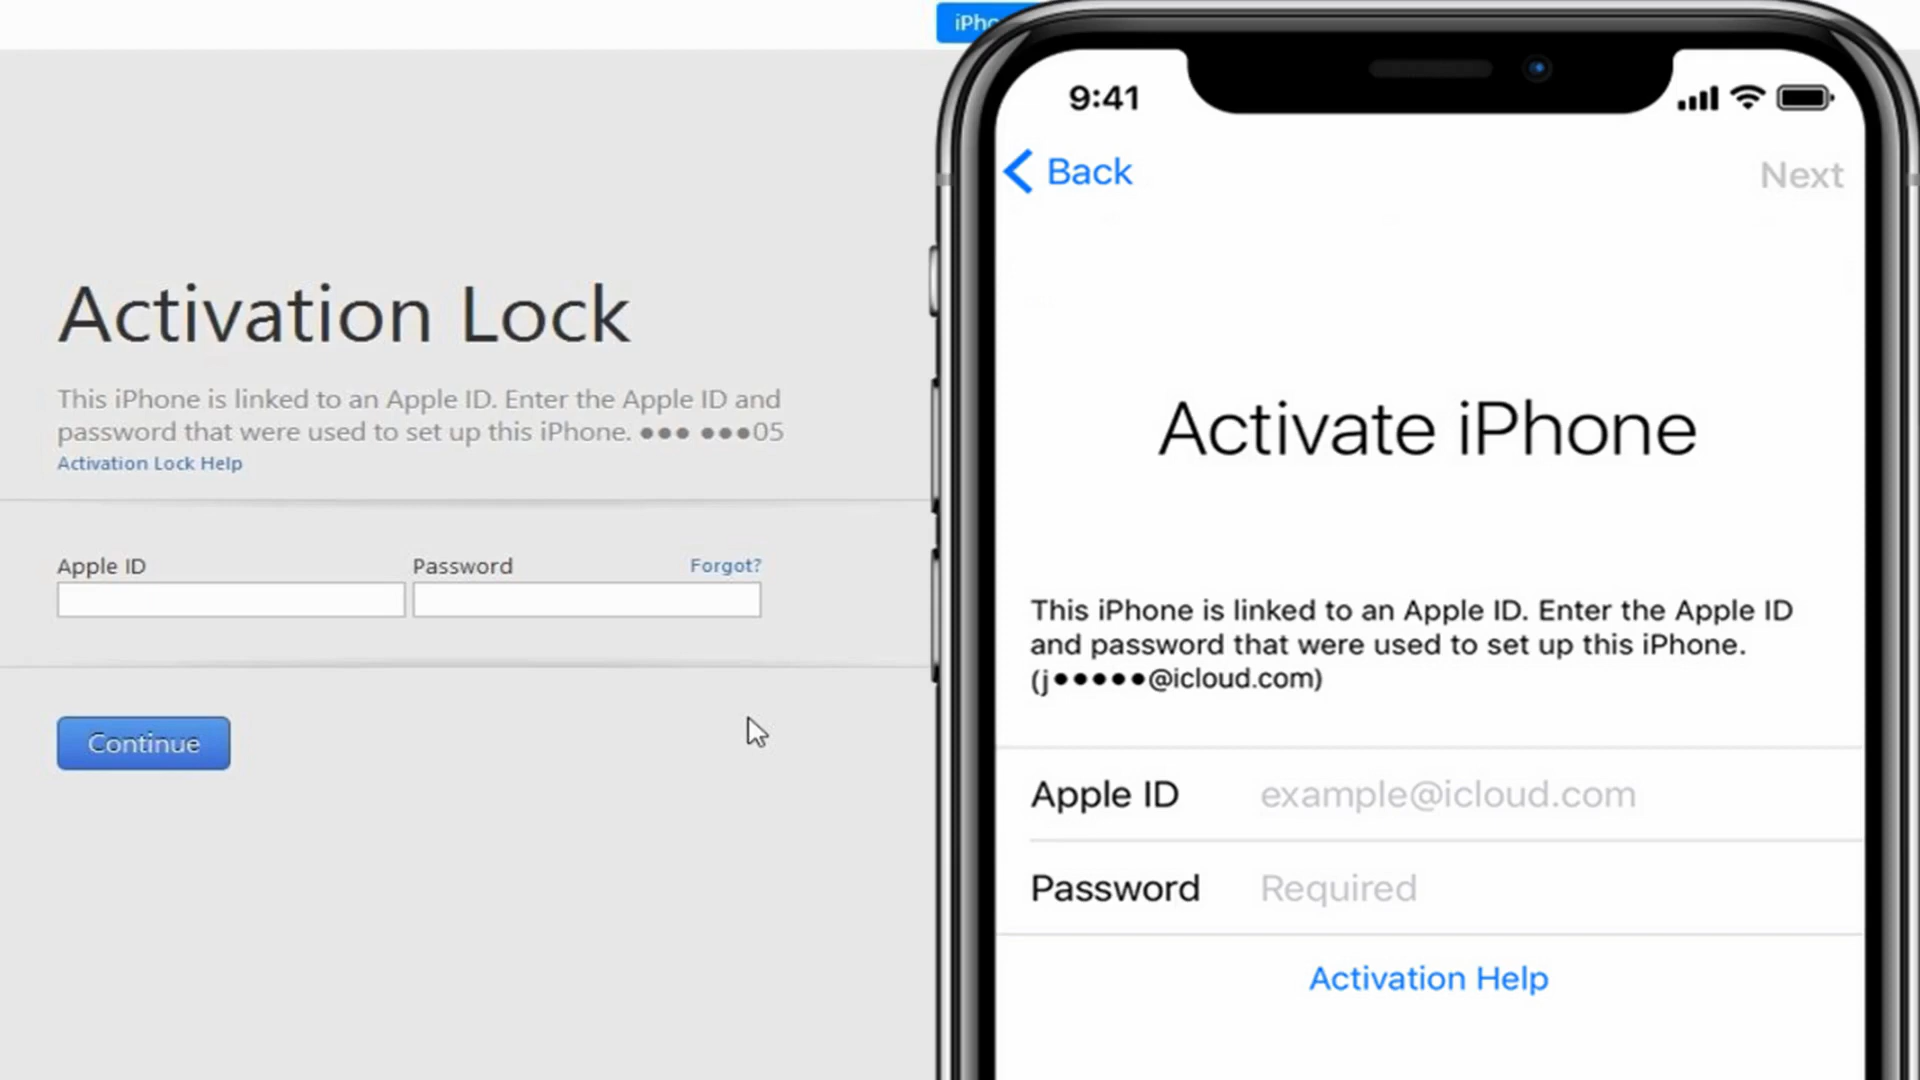 Activation Lock
This iPhone is linked to an Apple ID. Enter the Apple ID and
password that were used to set up this iPhone. ●●● ●●●05
Activation Lock Help
Apple ID
Password
Forgot?
Continue
9:41
Back
Next
Activate iPhone
This iPhone is linked to an Apple ID. Enter the Apple ID
and password that were used to set up this iPhone.
(j●●●●●@icloud.com)
Apple ID example@icloud.com
Password Required
Activation Help